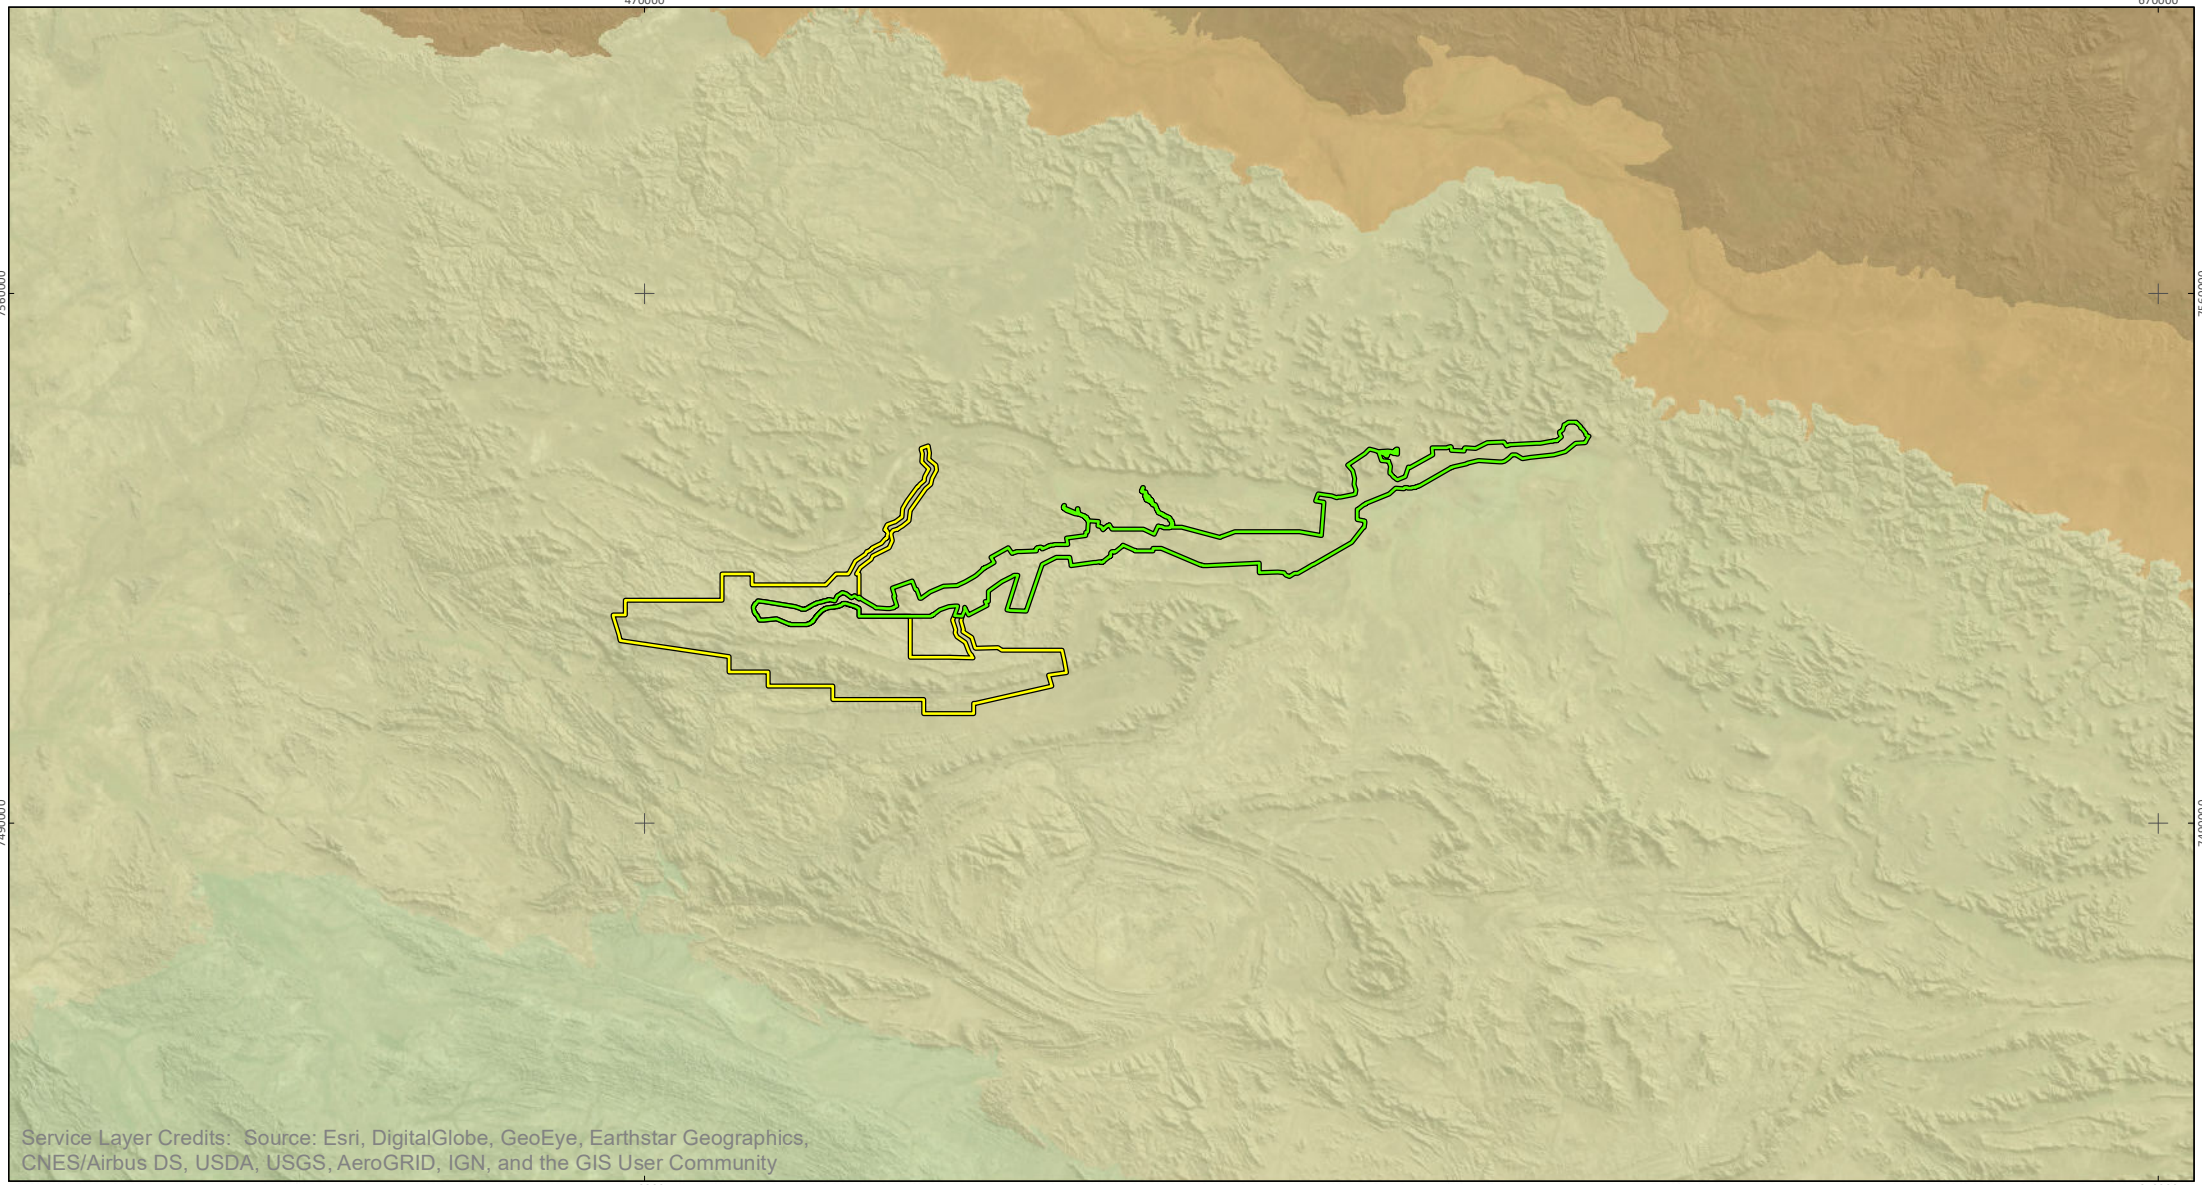 Service Layer Credits:  Source: Esri, DigitalGlobe, GeoEye, Earthstar Geographics,
CNES/Airbus DS, USDA, USGS, AeroGRID, IGN, and the GIS User Community